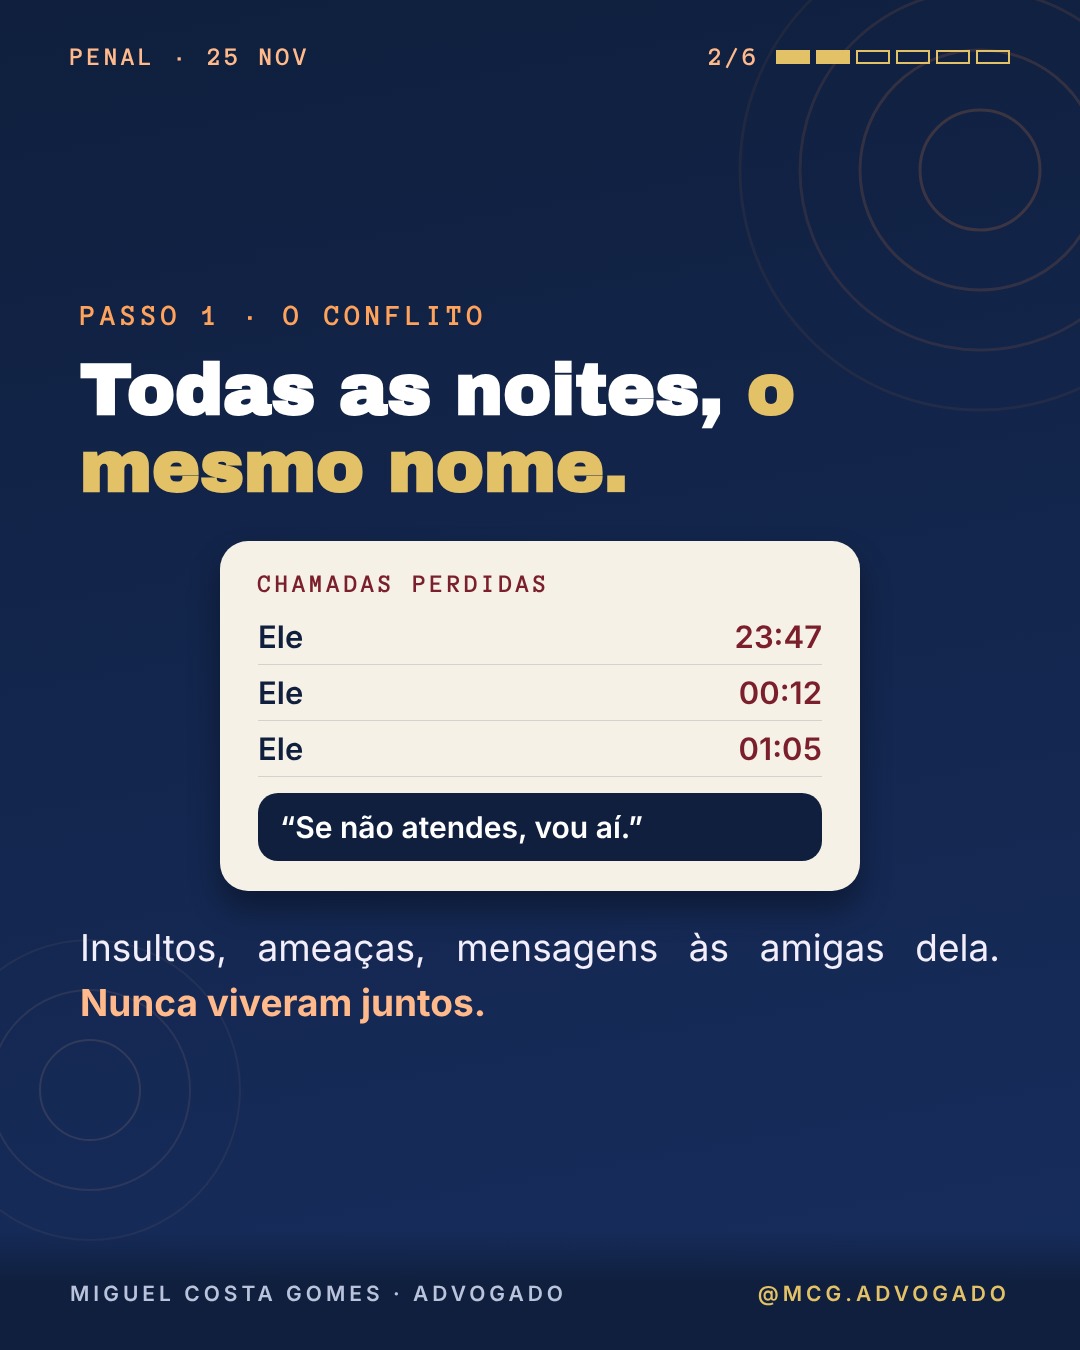 PENAL · 25 NOV
2/6
PASSO 1 · O CONFLITO
Todas as noites, o
mesmo nome.
CHAMADAS PERDIDAS
Ele 23:47
Ele 00:12
Ele 01:05
“Se não atendes, vou aí.”
Insultos, ameaças, mensagens às amigas dela.
Nunca viveram juntos.
MIGUEL COSTA GOMES · ADVOGADO
@MCG.ADVOGADO